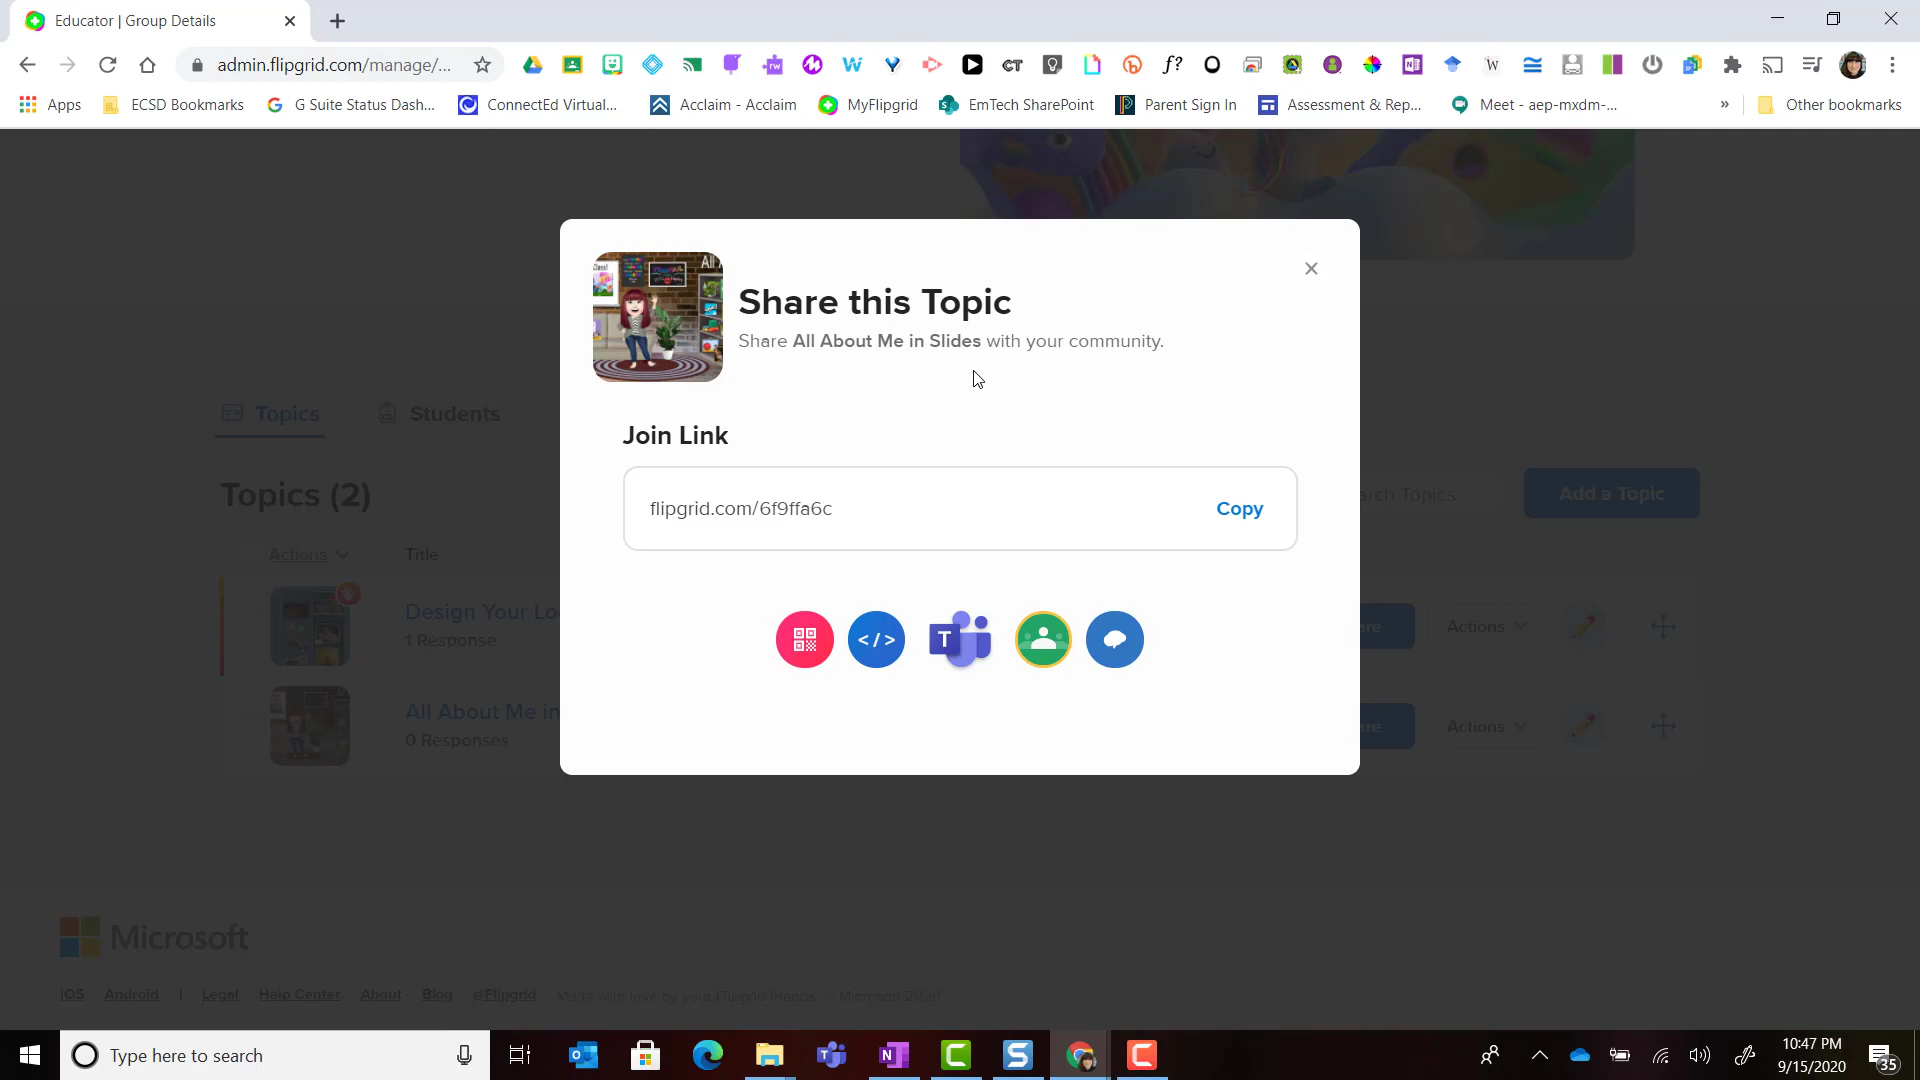 Educator | Group Details
admin.flipgrid.com/manage/...
Apps
ECSD Bookmarks
G Suite Status Dash...
ConnectEd Virtual...
Acclaim - Acclaim
MyFlipgrid
EmTech SharePoint
Parent Sign In
Assessment & Rep...
Meet - aep-mxdm-...
»
Other bookmarks
Share this Topic
Share All About Me in Slides with your community.
Topics
Students
Join Link
Topics (2)
flipgrid.com/6f9ffa6c
Copy
Topics
Add a Topic
Actions
Title
Design Your Lo
1 Response
Actions
All About Me in
0 Responses
Actions
Microsoft
iOS
Android
|
Legal
Help Center
About
Blog
@Flipgrid
Type here to search
10:47 PM
9/15/2020
35